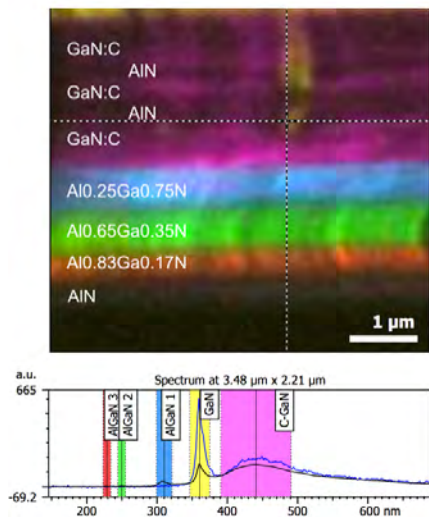 GaN:C
AlN
GaN:C
AlN
GaN:C
Al0.25Ga0.75N
Al0.65Ga0.35N
Al0.83Ga0.17N
AlN
1 µm
a.u.
Spectrum at 3.48 µm x 2.21 µm
665
AlGaN 3
AlGaN 2
AlGaN 1
GaN
C-GaN
-69.2
200
300
400
500
600 nm